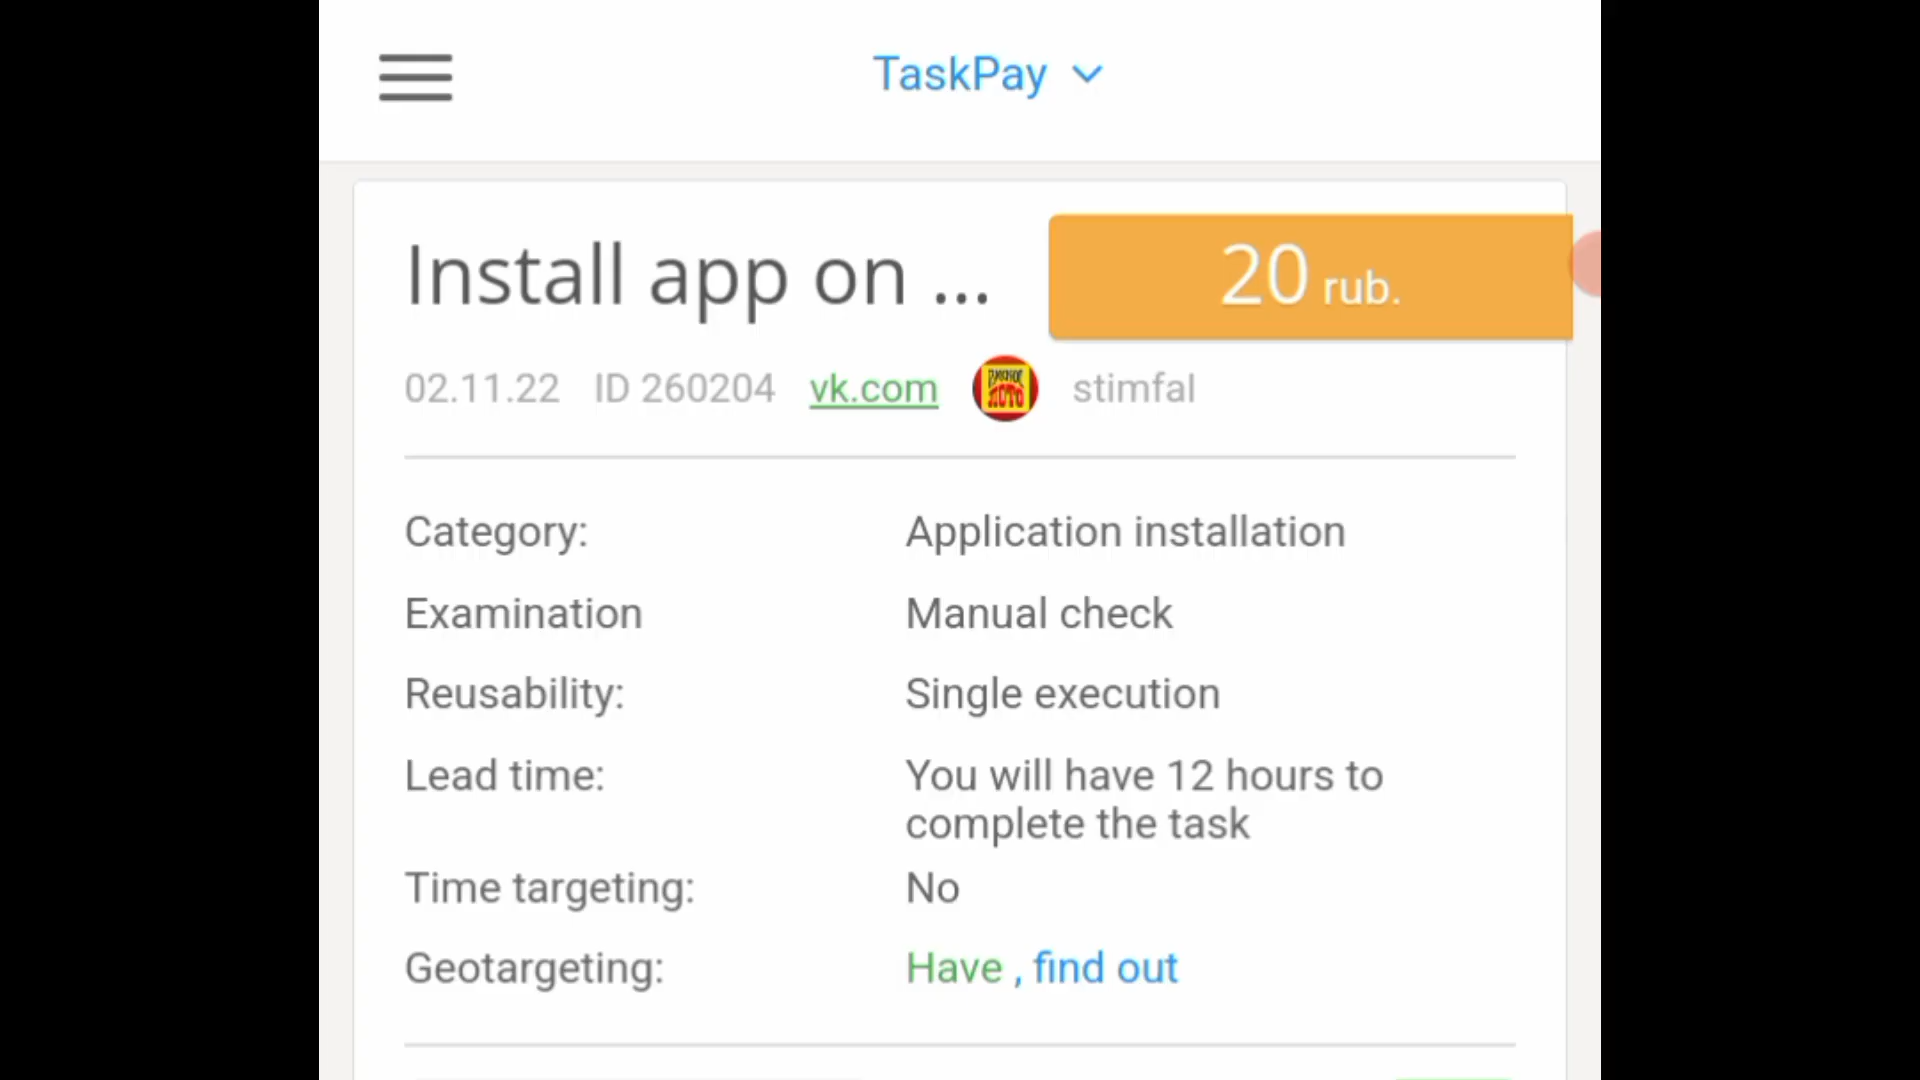 TaskPay
Install app on ...
20 rub.
02.11.22 ID 260204 vk.com stimfal
Category: Application installation
Examination Manual check
Reusability: Single execution
Lead time: You will have 12 hours to
complete the task
Time targeting: No
Geotargeting: Have , find out